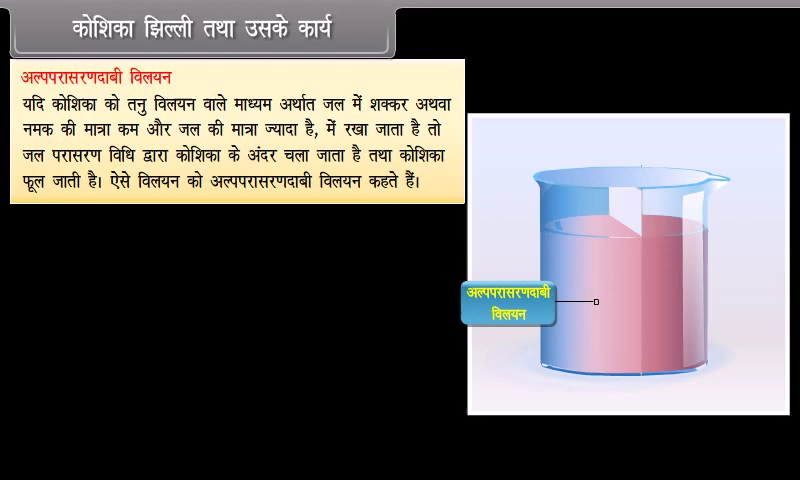 कोशिका झिल्ली तथा उसके कार्य
अल्पपरासरणदाबी विलयन
यदि कोशिका को तनु विलयन वाले माध्यम अर्थात जल में शक्कर अथवा
नमक की मात्रा कम और जल की मात्रा ज्यादा है, में रखा जाता है तो
जल परासरण विधि द्वारा कोशिका के अंदर चला जाता है तथा कोशिका
फूल जाती है। ऐसे विलयन को अल्पपरासरणदाबी विलयन कहते हैं।
अल्पपरासरणदाबी
विलयन